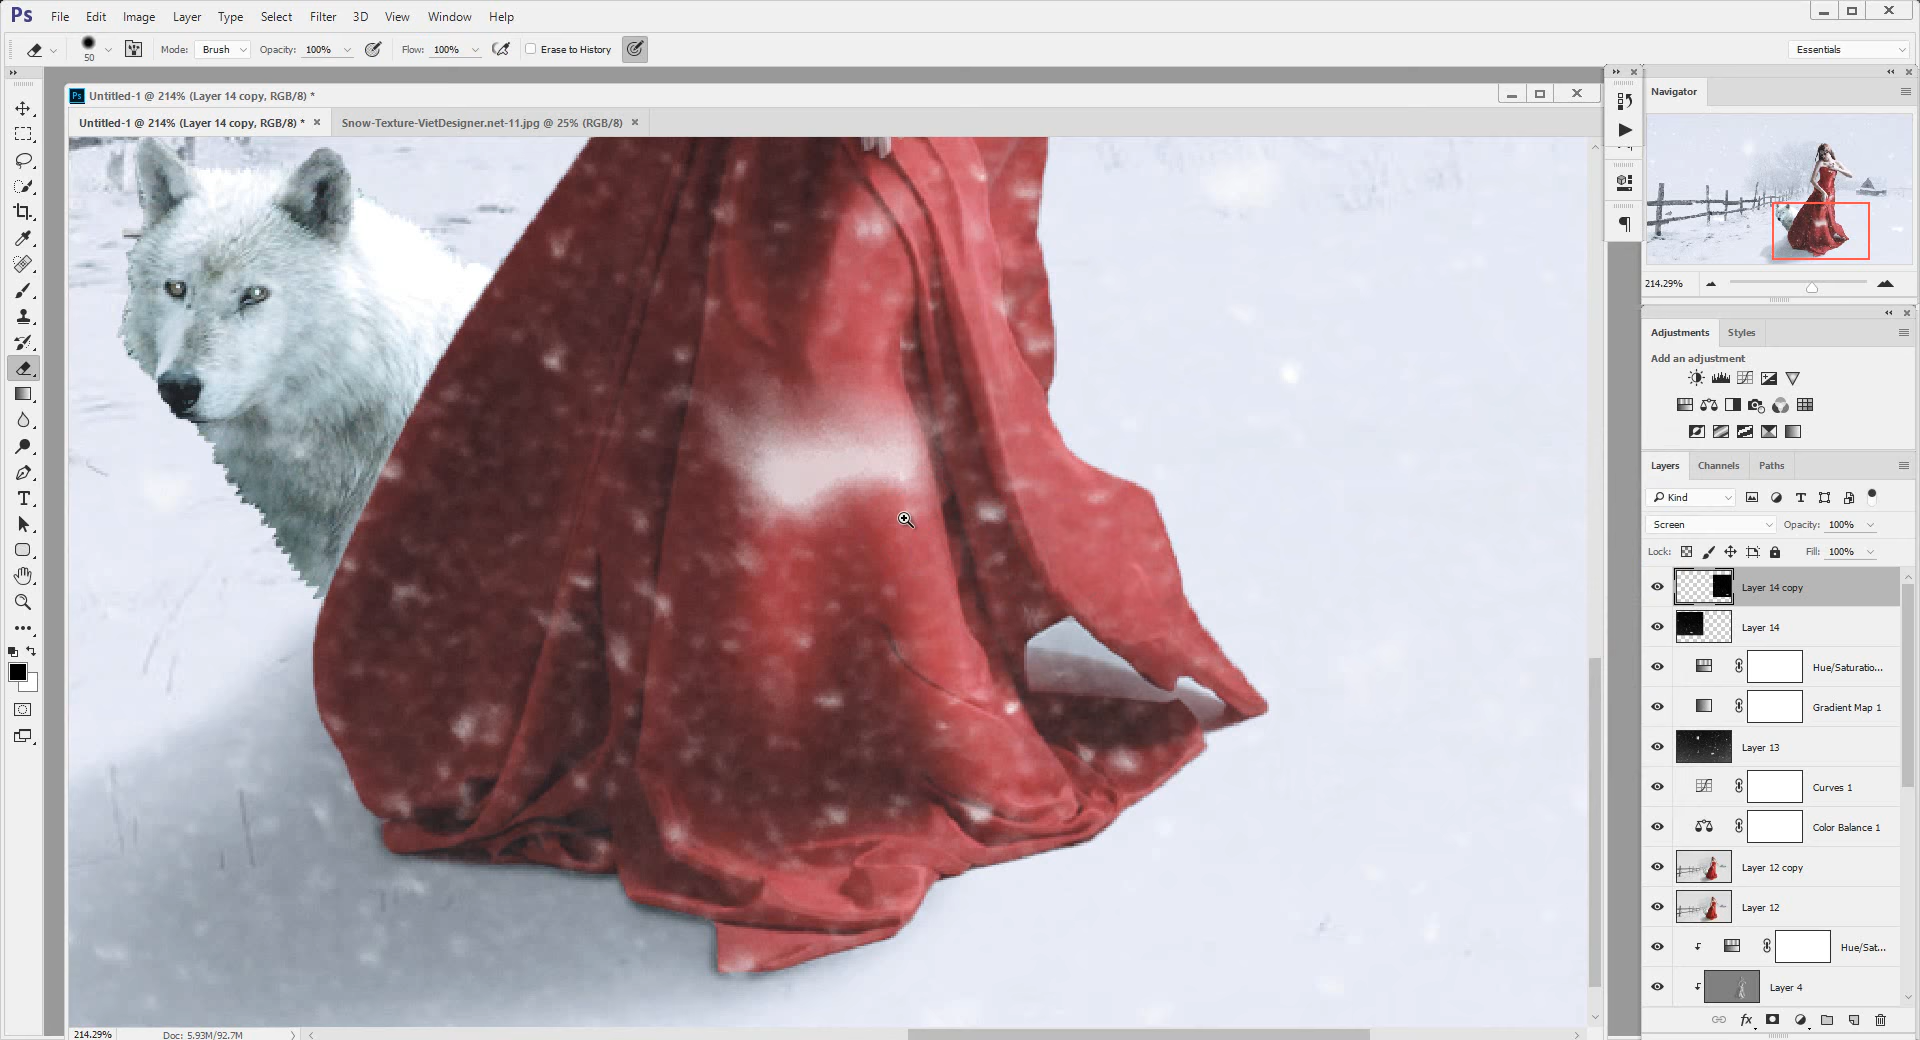 Ps File Edit Image Layer Type Select Filter 3D View Window Help
50 Mode: Brush Opacity: 100% Flow: 100% Erase to History Essentials
Ps Untitled-1 @ 214% (Layer 14 copy, RGB/8) *
Untitled-1 @ 214% (Layer 14 copy, RGB/8) * Snow-Texture-VietDesigner.net-11.jpg @ 25% (RGB/8)
Navigator
214.29%
Adjustments Styles
Add an adjustment
Layers Channels Paths
Kind
Screen Opacity: 100%
Lock: Fill: 100%
Layer 14 copy
Layer 14
Hue/Saturatio...
Gradient Map 1
Layer 13
Curves 1
Color Balance 1
Layer 12 copy
Layer 12
Hue/Sat...
Layer 4
fx
214.29% Doc: 5.93M/92.7M